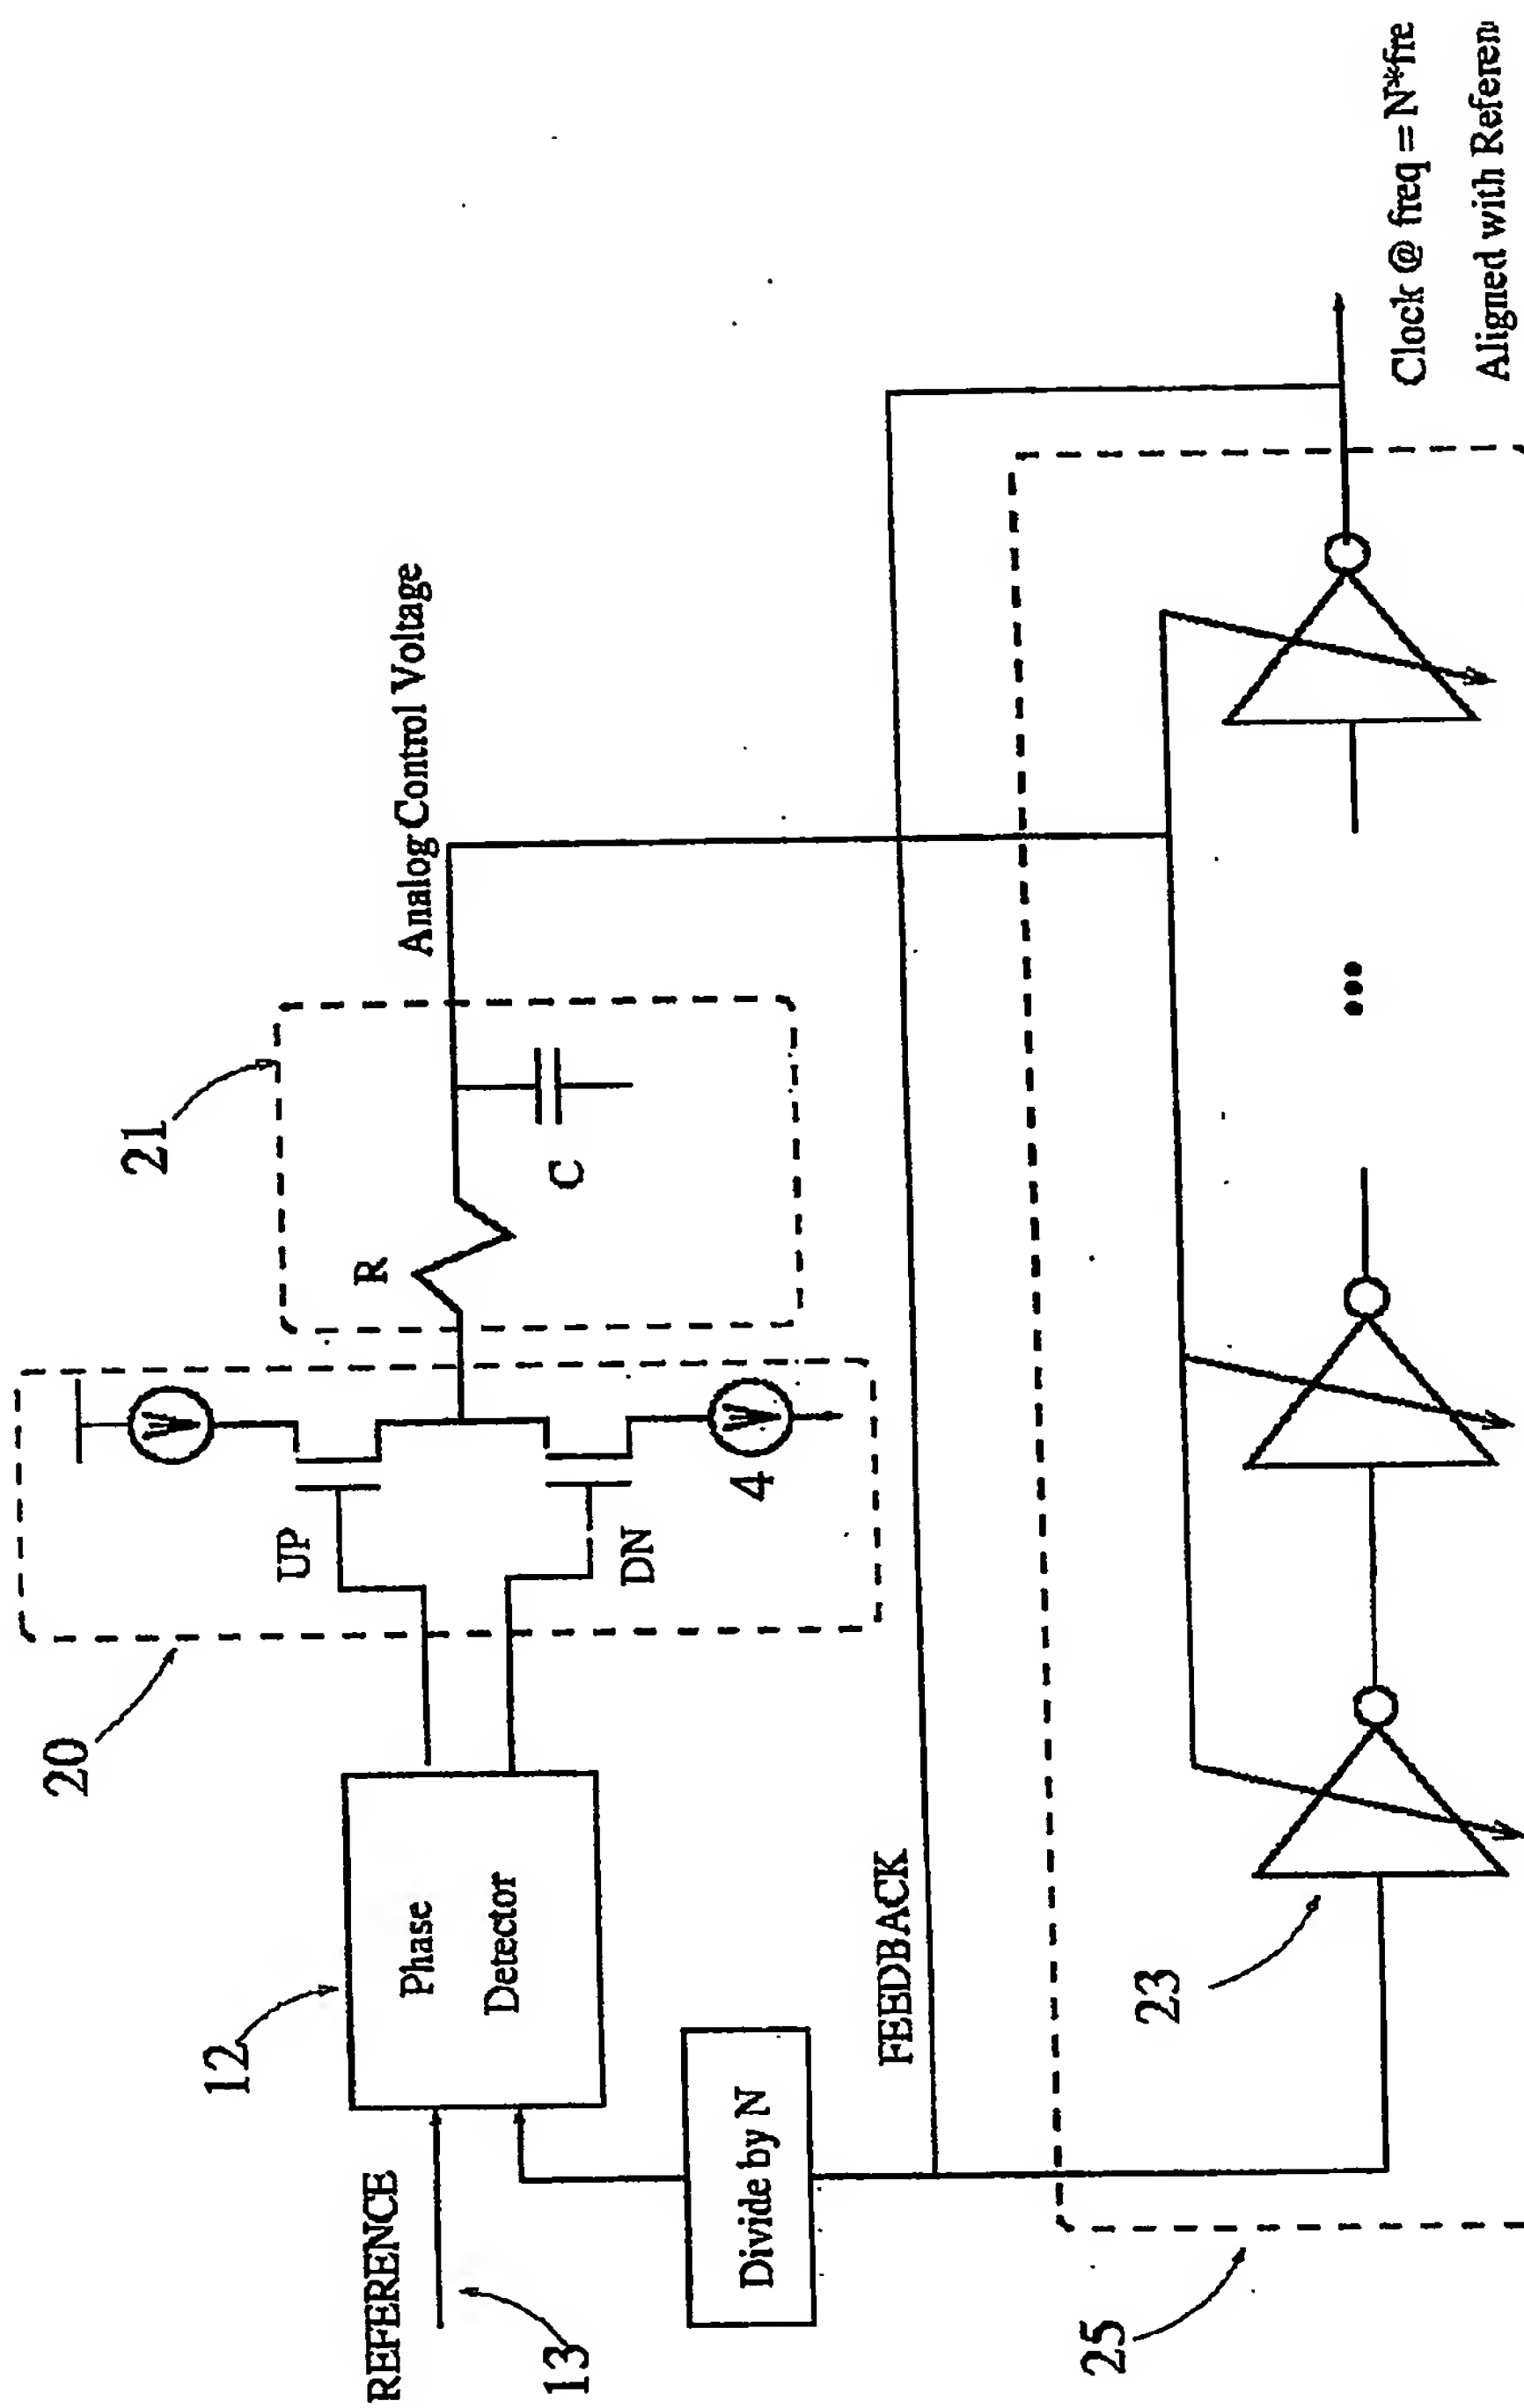 20
21
UP
R
Analog Control Voltage
12
Phase
Detector
REFERENCE
13
DN
4
C
Divide by N
FEEDBACK
25
23
•••
Clock @ freq = N*fre
Aligned with Referen